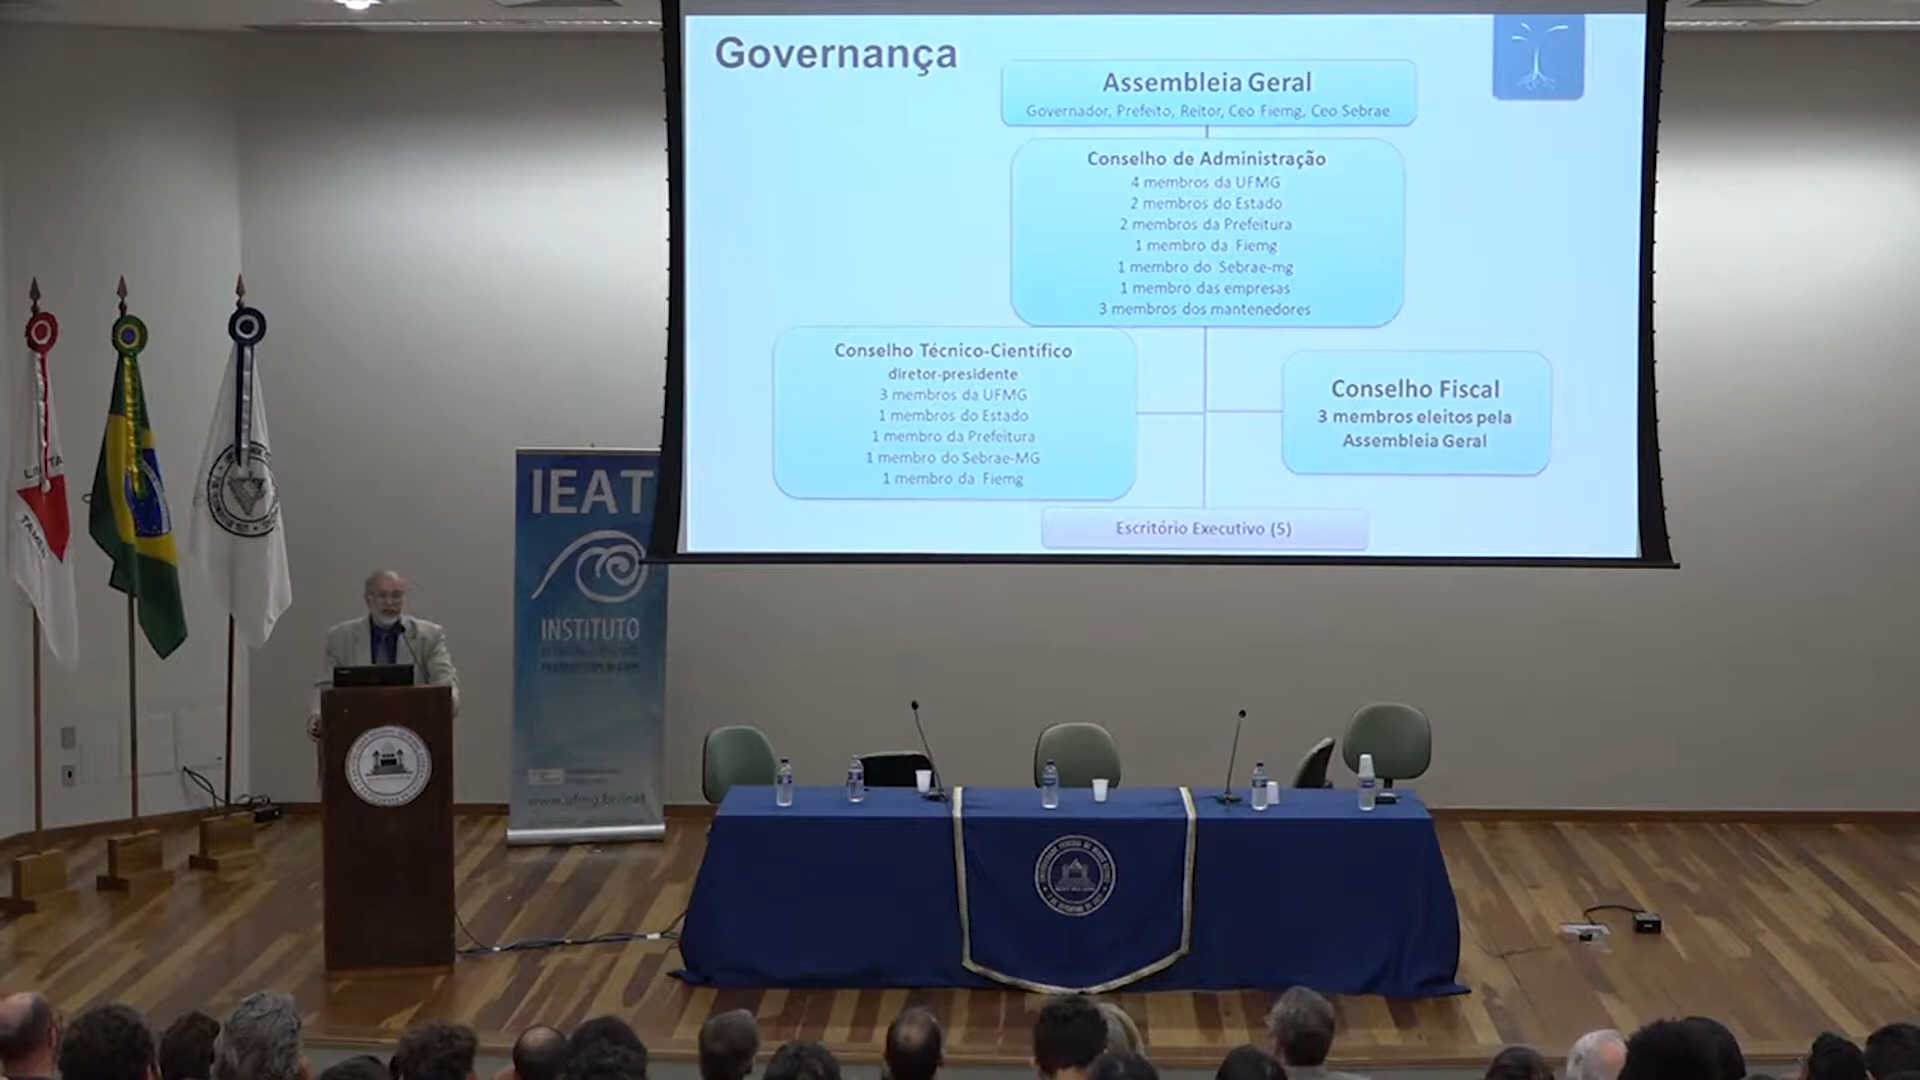 Governança
Assembleia Geral
Governador, Prefeito, Reitor, Ceo Fiemg, Ceo Sebrae
Conselho de Administração
4 membros da UFMG
2 membros do Estado
2 membros da Prefeitura
1 membro da Fiemg
1 membro do Sebrae-mg
1 membro das empresas
3 membros dos mantenedores
Conselho Técnico-Científico
diretor-presidente
3 membros da UFMG
1 membros do Estado
1 membro da Prefeitura
1 membro do Sebrae-MG
1 membro da Fiemg
Conselho Fiscal
3 membros eleitos pela
Assembleia Geral
Escritório Executivo (5)
IEAT
INSTITUTO
www.ufmg.br/ieat